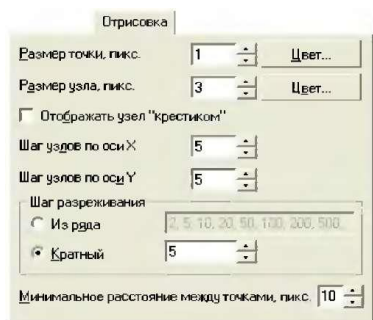 Отрисовка
Размер точки, пикс. 1 Цвет...
Размер узла, пикс. 3 Цвет...
Отображать узел "крестиком"
Шаг узлов по оси X 5
Шаг узлов по оси Y 5
Шаг разреживания
Из ряда 2, 5, 10, 20, 50, 100, 200, 500,
Кратный 5
Минимальное расстояние между точками, пикс. 10